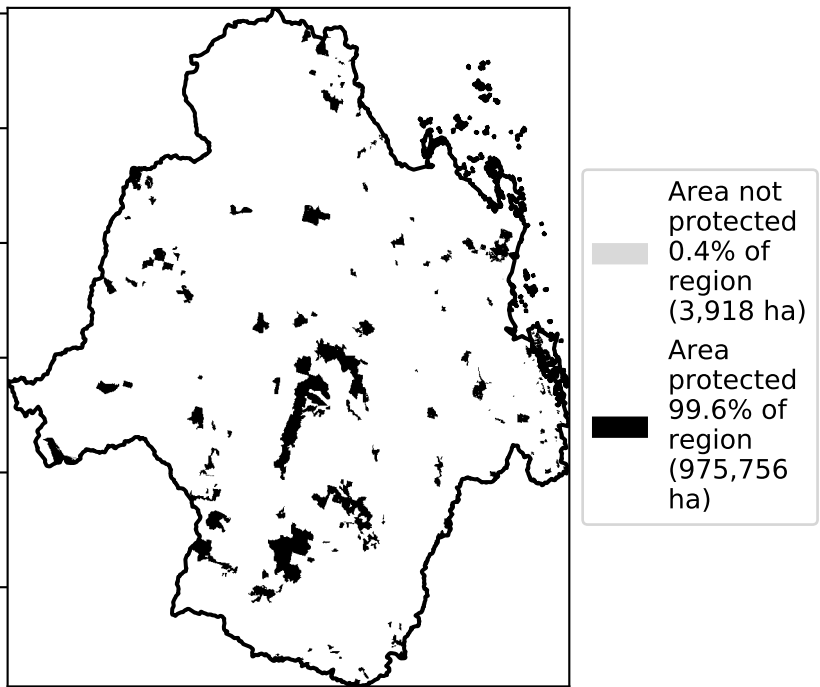 Area not
protected
0.4% of
region
(3,918 ha)
Area
protected
99.6% of
region
(975,756
ha)